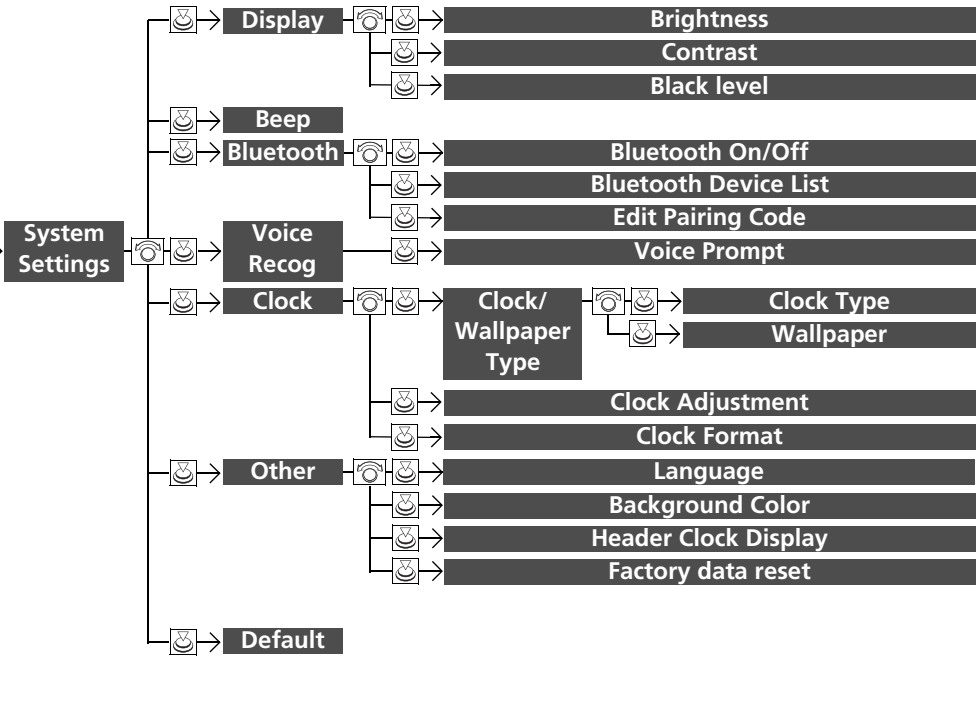 Display
Brightness
Contrast
Black level
Beep
Bluetooth
Bluetooth On/Off
Bluetooth Device List
Edit Pairing Code
System
Settings
Voice
Recog
Voice Prompt
Clock
Clock/
Wallpaper
Type
Clock Type
Wallpaper
Clock Adjustment
Clock Format
Other
Language
Background Color
Header Clock Display
Factory data reset
Default